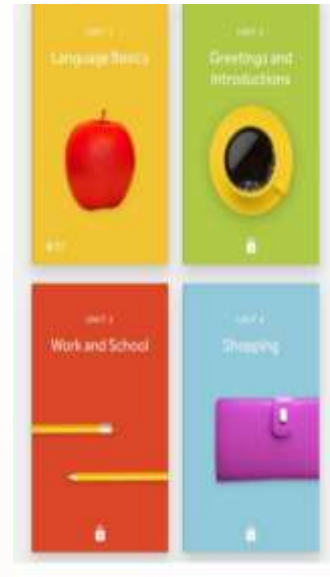 UNIT 1
Language Basics
UNIT 2
Greetings and
Introductions
UNIT 3
Work and School
UNIT 4
Shopping